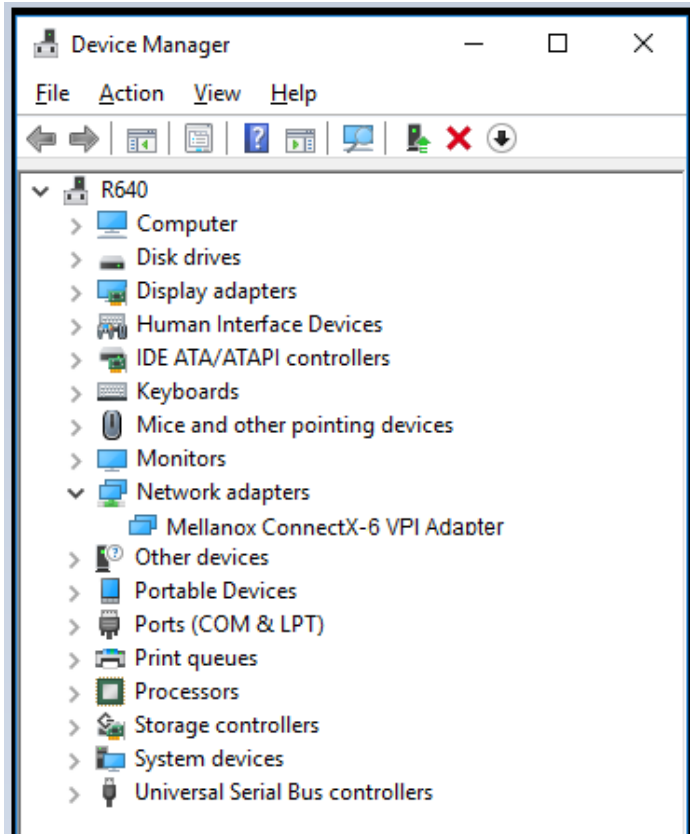 Device Manager
File Action View Help
R640
Computer
Disk drives
Display adapters
Human Interface Devices
IDE ATA/ATAPI controllers
Keyboards
Mice and other pointing devices
Monitors
Network adapters
Mellanox ConnectX-6 VPI Adapter
Other devices
Portable Devices
Ports (COM & LPT)
Print queues
Processors
Storage controllers
System devices
Universal Serial Bus controllers